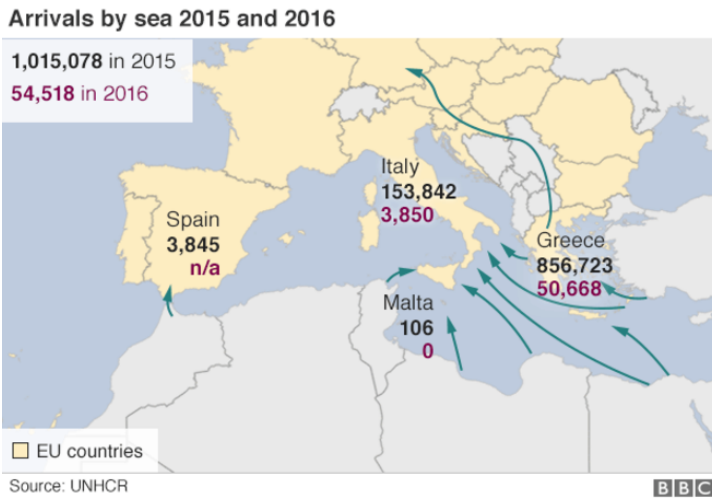 Arrivals by sea 2015 and 2016
1,015,078 in 2015
54,518 in 2016
Italy
153,842
3,850
Spain
3,845
n/a
Greece
856,723
50,668
Malta
106
0
EU countries
Source: UNHCR
BBC